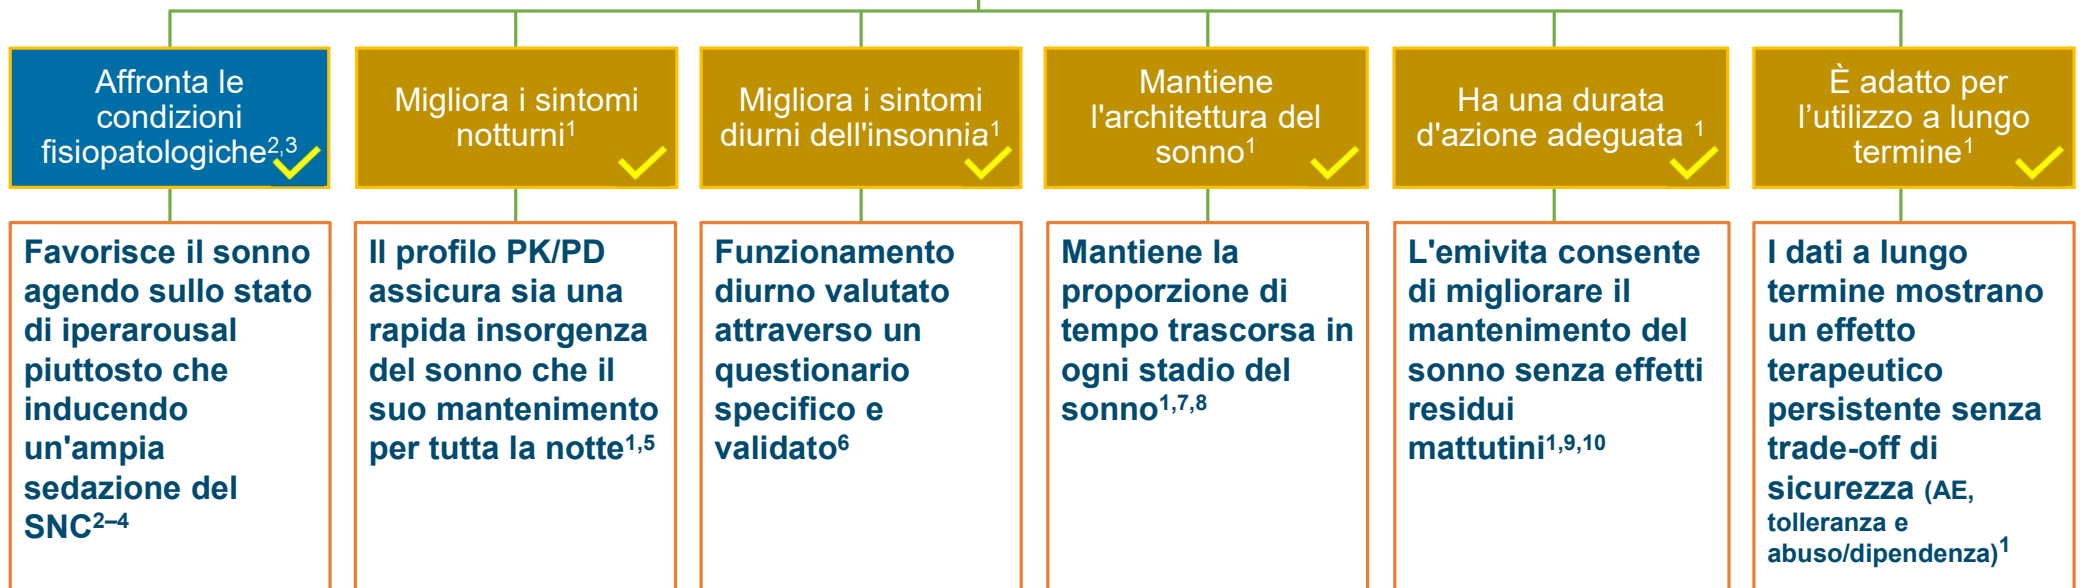 Affronta le
condizioni
fisiopatologiche2,3
Migliora i sintomi
notturni1
Migliora i sintomi
diurni dell'insonnia1
Mantiene
l'architettura del
sonno1
Ha una durata
d'azione adeguata 1
È adatto per
l’utilizzo a lungo
termine1
Favorisce il sonno
agendo sullo stato
di iperarousal
piuttosto che
inducendo
un'ampia
sedazione del
SNC2–4
Il profilo PK/PD
assicura sia una
rapida insorgenza
del sonno che il
suo mantenimento
per tutta la notte1,5
Funzionamento
diurno valutato
attraverso un
questionario
specifico e
validato6
Mantiene la
proporzione di
tempo trascorsa in
ogni stadio del
sonno1,7,8
L'emivita consente
di migliorare il
mantenimento del
sonno senza effetti
residui
mattutini1,9,10
I dati a lungo
termine mostrano
un effetto
terapeutico
persistente senza
trade-off di
sicurezza (AE,
tolleranza e
abuso/dipendenza)1